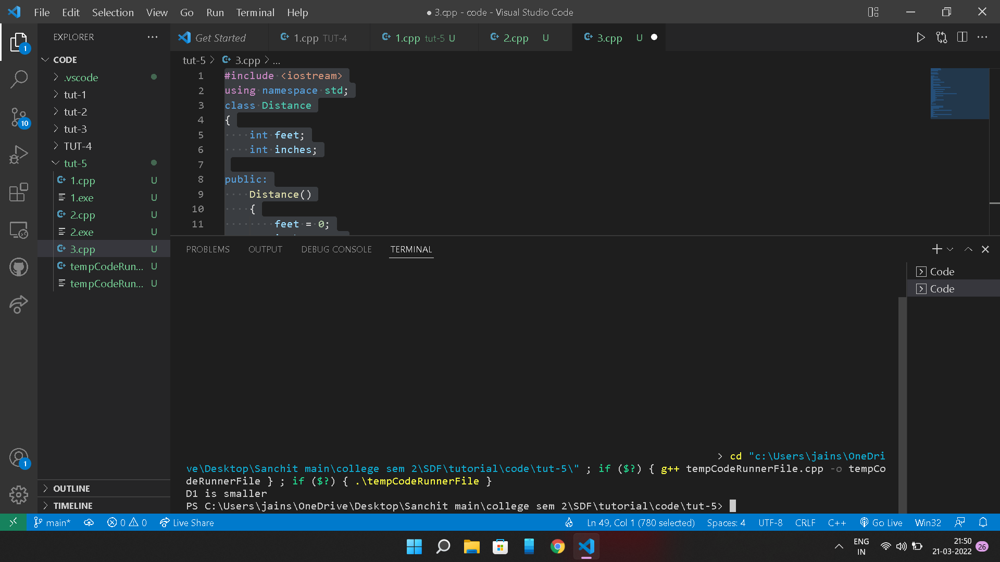 File Edit Selection View Go Run Terminal Help
● 3.cpp - code - Visual Studio Code
EXPLORER
Get Started
1.cpp TUT-4
1.cpp tut-5 U
2.cpp U
3.cpp U
1
CODE
.vscode
tut-1
tut-2
tut-3
TUT-4
tut-5
1.cpp U
1.exe U
2.cpp U
2.exe U
3.cpp U
tempCodeRun... U
tempCodeRun... U
10
1
OUTLINE
TIMELINE
tut-5 > 3.cpp > ...
1 #include <iostream>
2 using namespace std;
3 class Distance
4 {
5 int feet;
6 int inches;
7
8 public:
9 Distance()
10 {
11 feet = 0;
PROBLEMS OUTPUT DEBUG CONSOLE TERMINAL
Code
Code
> cd "c:\Users\jains\OneDri
ve\Desktop\Sanchit main\college sem 2\SDF\tutorial\code\tut-5\" ; if ($?) { g++ tempCodeRunnerFile.cpp -o tempCo
deRunnerFile } ; if ($?) { .\tempCodeRunnerFile }
D1 is smaller
PS C:\Users\jains\OneDrive\Desktop\Sanchit main\college sem 2\SDF\tutorial\code\tut-5>
main* 0 0 Live Share
Ln 49, Col 1 (780 selected) Spaces: 4 UTF-8 CRLF C++ Go Live Win32
ENG
IN
21:50
21-03-2022
26